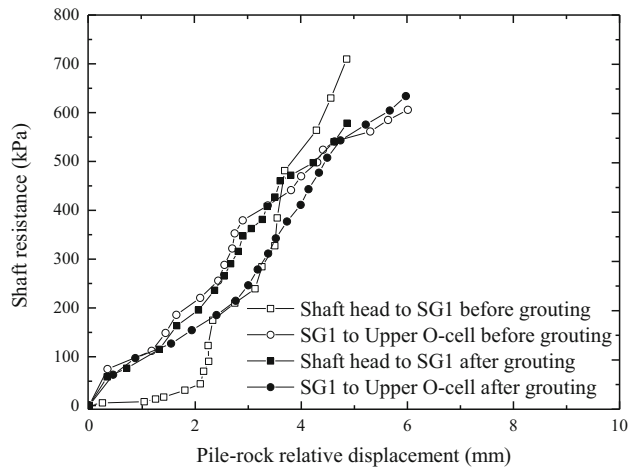 800
700
600
500
400
300
200
100
0
Shaft resistance (kPa)
Shaft head to SG1 before grouting
SG1 to Upper O-cell before grouting
Shaft head to SG1 after grouting
SG1 to Upper O-cell after grouting
0 2 4 6 8 10
Pile-rock relative displacement (mm)